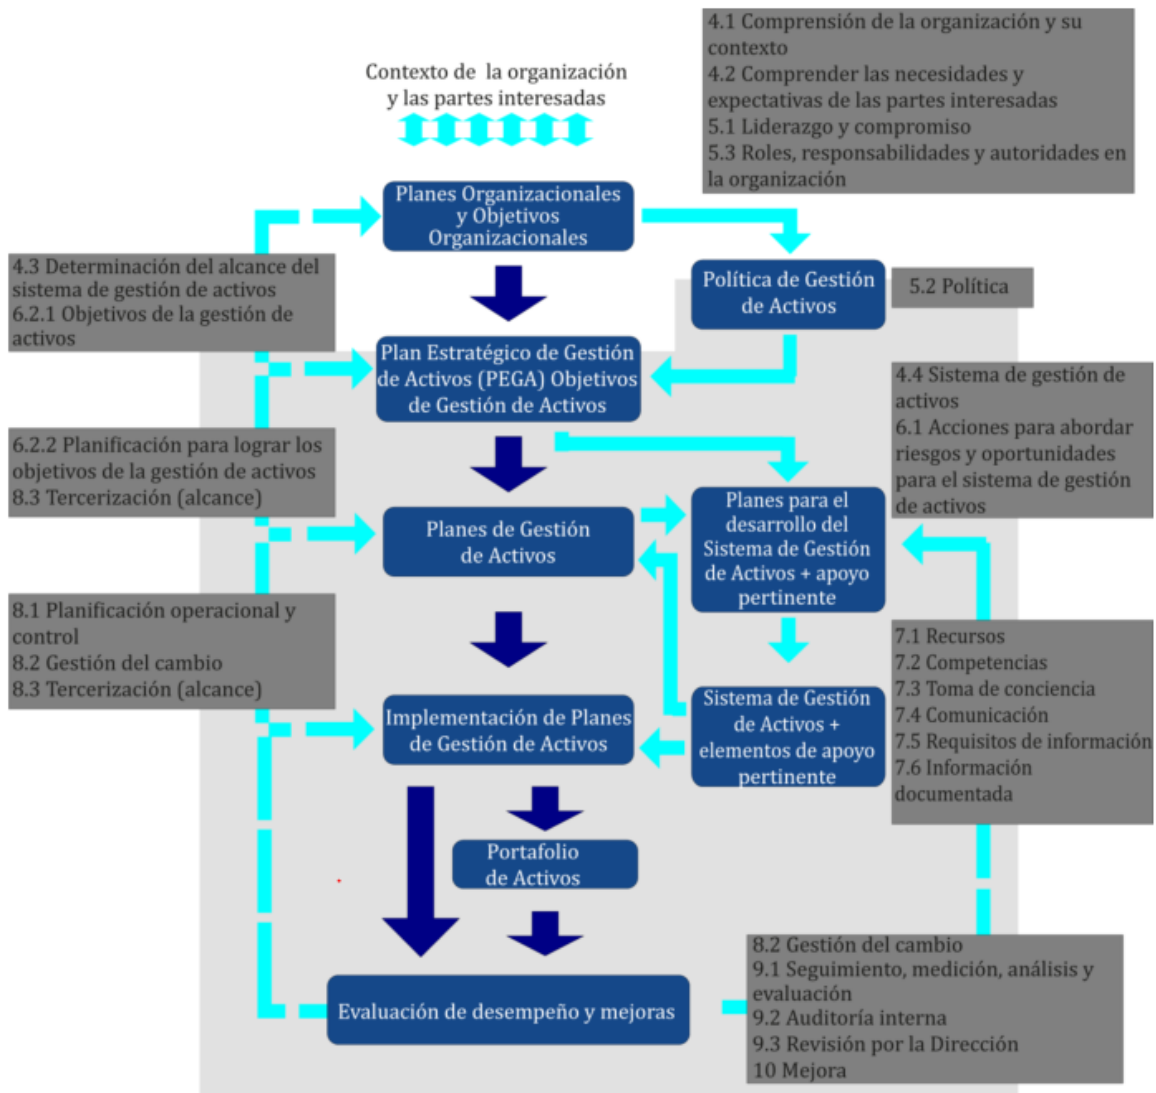 4.1 Comprensión de la organización y su
contexto
4.2 Comprender las necesidades y
expectativas de las partes interesadas
5.1 Liderazgo y compromiso
5.3 Roles, responsabilidades y autoridades en
la organización
Contexto de la organización
y las partes interesadas
Planes Organizacionales
y Objetivos
Organizacionales
4.3 Determinación del alcance del
sistema de gestión de activos
6.2.1 Objetivos de la gestión de
activos
Política de Gestión
de Activos
5.2 Política
Plan Estratégico de Gestión
de Activos (PEGA) Objetivos
de Gestión de Activos
4.4 Sistema de gestión de
activos
6.1 Acciones para abordar
riesgos y oportunidades
para el sistema de gestión
de activos
6.2.2 Planificación para lograr los
objetivos de la gestión de activos
8.3 Tercerización (alcance)
Planes de Gestión
de Activos
Planes para el
desarrollo del
Sistema de Gestión
de Activos + apoyo
pertinente
8.1 Planificación operacional y
control
8.2 Gestión del cambio
8.3 Tercerización (alcance)
7.1 Recursos
7.2 Competencias
7.3 Toma de conciencia
7.4 Comunicación
7.5 Requisitos de información
7.6 Información
documentada
Implementación de Planes
de Gestión de Activos
Sistema de Gestión
de Activos +
elementos de apoyo
pertinente
Portafolio
de Activos
Evaluación de desempeño y mejoras
8.2 Gestión del cambio
9.1 Seguimiento, medición, análisis y
evaluación
9.2 Auditoría interna
9.3 Revisión por la Dirección
10 Mejora